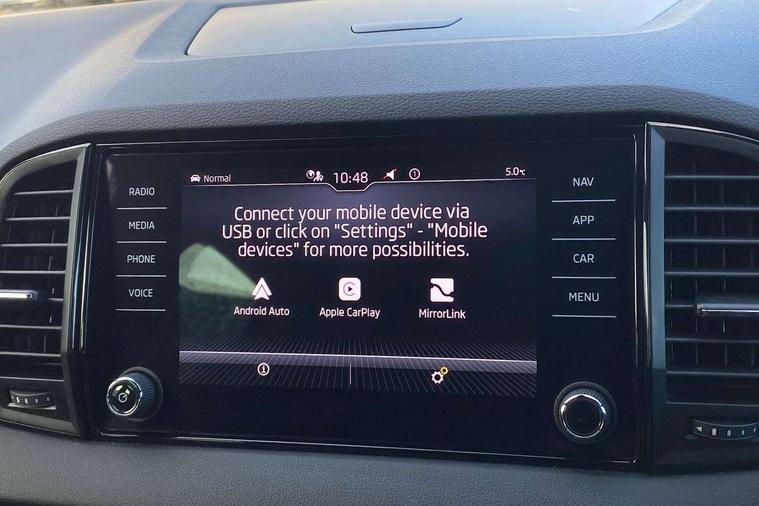 Normal
10:48
1
5.0°C
RADIO
MEDIA
PHONE
VOICE
Connect your mobile device via
USB or click on "Settings" - "Mobile
devices" for more possibilities.
Android Auto
Apple CarPlay
MirrorLink
NAV
APP
CAR
MENU